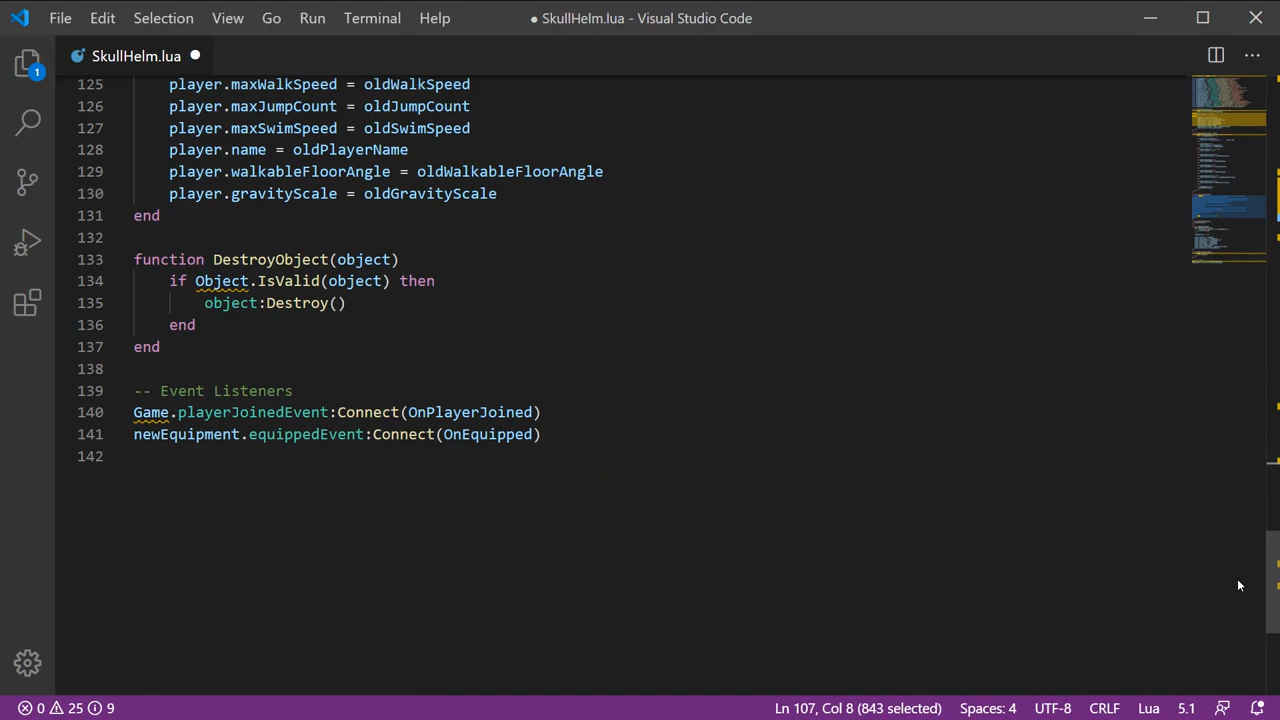 File Edit Selection View Go Run Terminal Help ● SkullHelm.lua - Visual Studio Code
SkullHelm.lua
1
125 player.maxWalkSpeed = oldWalkSpeed
126 player.maxJumpCount = oldJumpCount
127 player.maxSwimSpeed = oldSwimSpeed
128 player.name = oldPlayerName
129 player.walkableFloorAngle = oldWalkableFloorAngle
130 player.gravityScale = oldGravityScale
131 end
132
133 function DestroyObject(object)
134 if Object.IsValid(object) then
135 object:Destroy()
136 end
137 end
138
139 -- Event Listeners
140 Game.playerJoinedEvent:Connect(OnPlayerJoined)
141 newEquipment.equippedEvent:Connect(OnEquipped)
142
0 25 9 Ln 107, Col 8 (843 selected) Spaces: 4 UTF-8 CRLF Lua 5.1